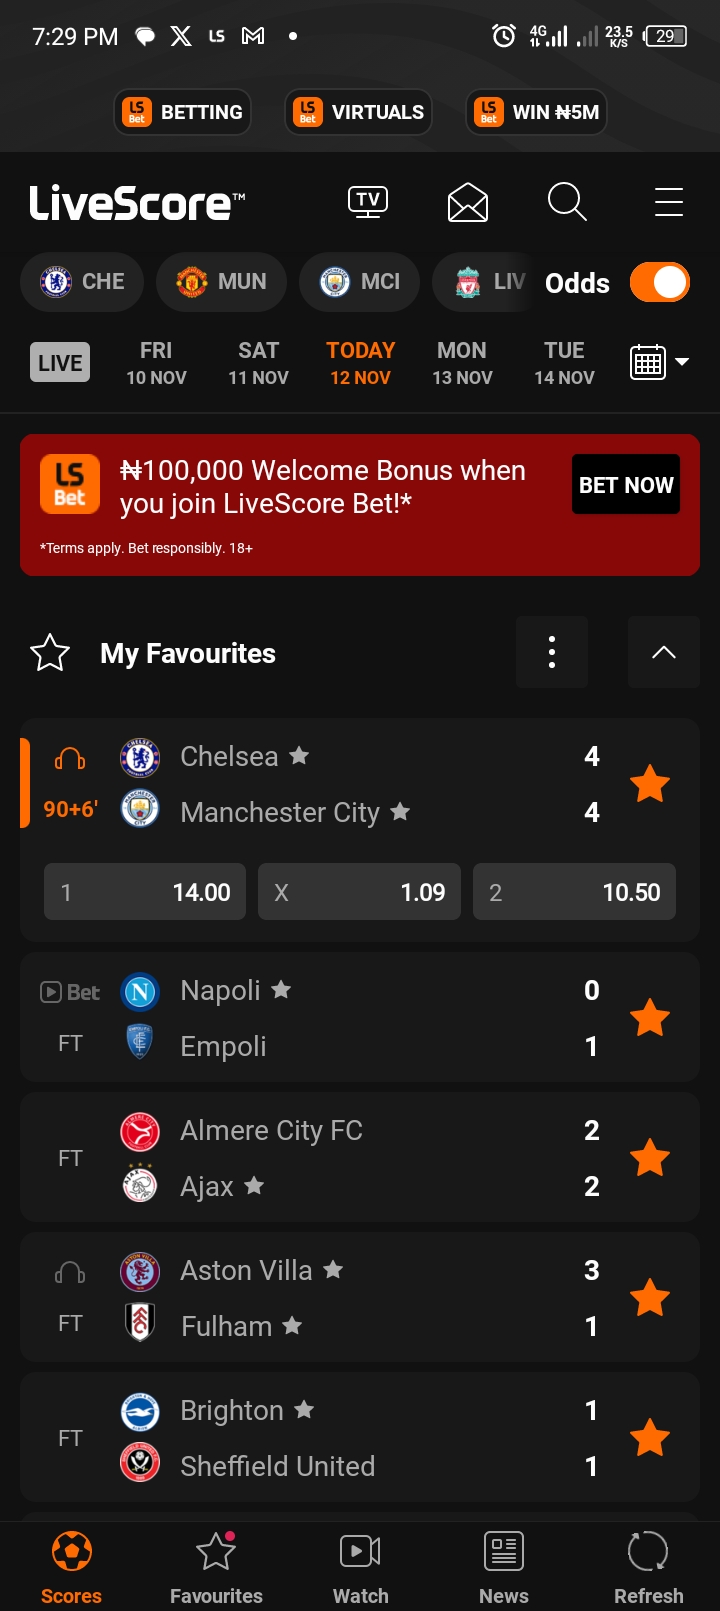 7:29 PM LS 4G 23.5 K/S 29
LS Bet BETTING LS Bet VIRTUALS LS Bet WIN ₦5M
LiveScore™ TV
CHE MUN MCI LIV Odds
LIVE FRI SAT TODAY MON TUE
10 NOV 11 NOV 12 NOV 13 NOV 14 NOV
LS Bet ₦100,000 Welcome Bonus when
you join LiveScore Bet!*
BET NOW
*Terms apply. Bet responsibly. 18+
My Favourites
Chelsea 4
90+6' Manchester City 4
1 14.00 X 1.09 2 10.50
Bet Napoli 0
FT Empoli 1
Almere City FC 2
FT
Ajax 2
Aston Villa 3
FT Fulham 1
Brighton 1
FT
Sheffield United 1
Scores Favourites Watch News Refresh